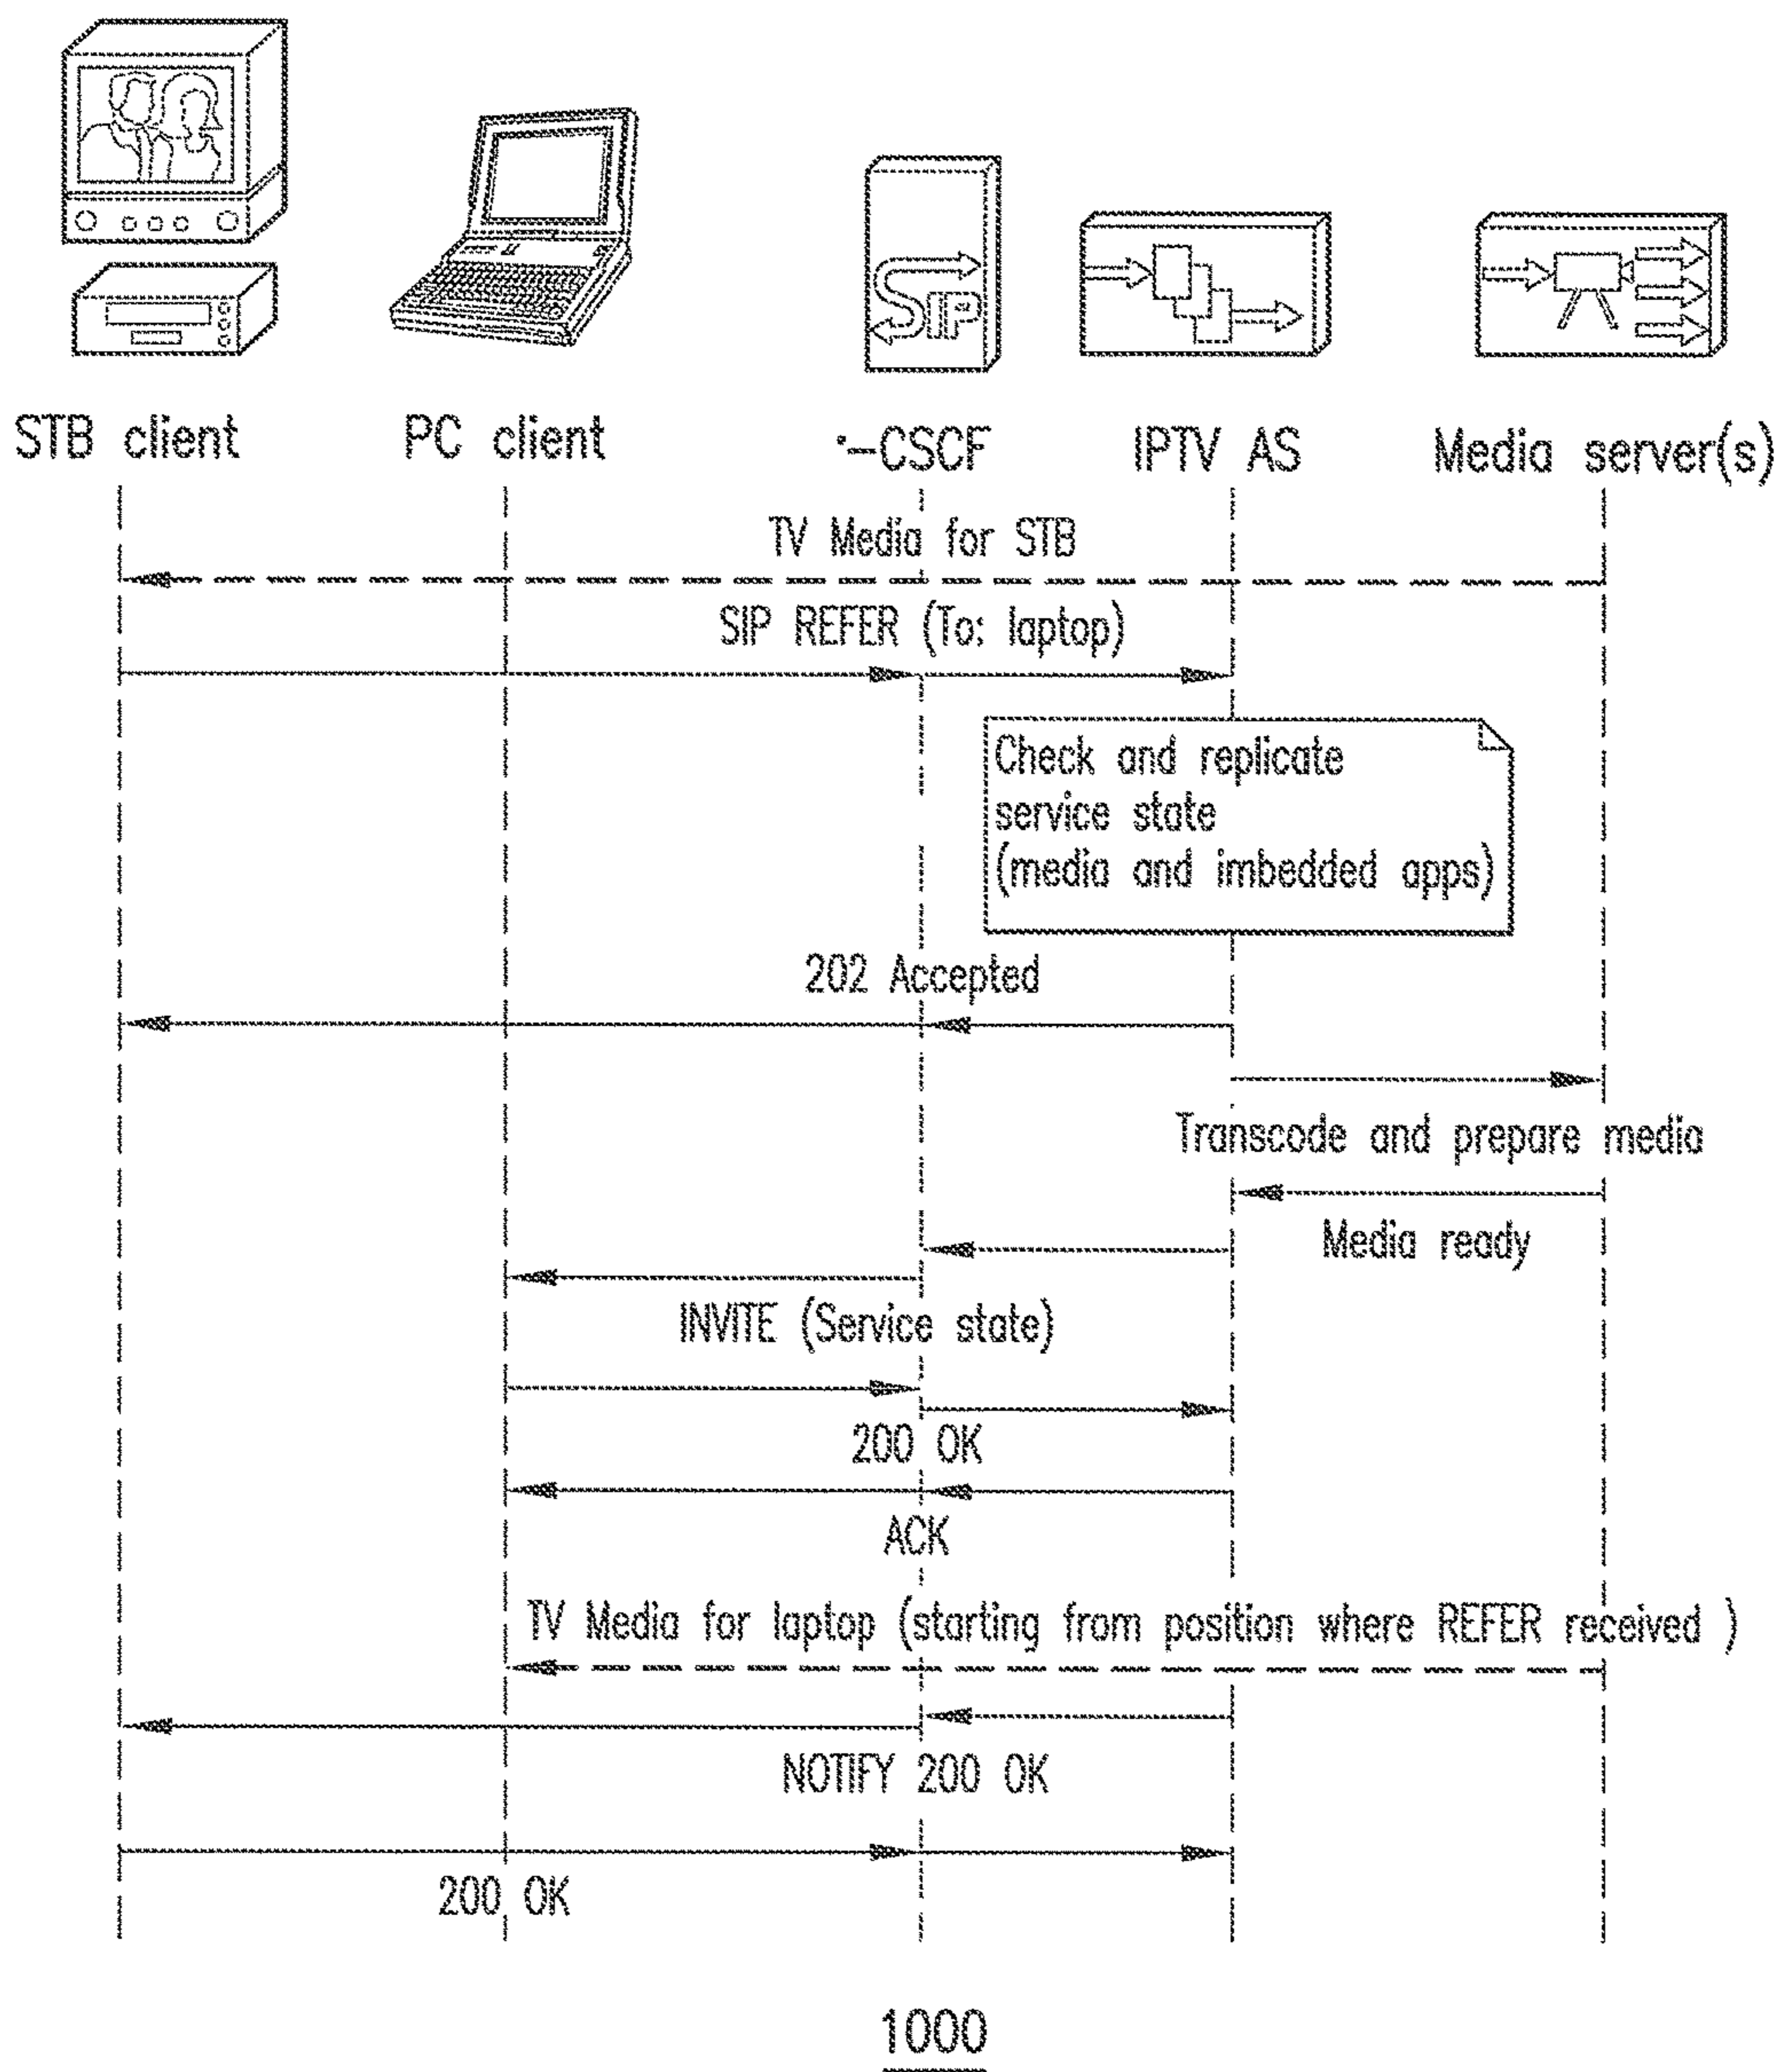 SIP
STB client
PC client
*-CSCF
IPTV AS
Media server(s)
TV Media for STB
SIP REFER (To: laptop)
Check and replicate
service state
(media and imbedded apps)
202 Accepted
Transcode and prepare media
Media ready
INVITE (Service state)
200 OK
ACK
TV Media for laptop (starting from position where REFER received )
NOTIFY 200 OK
200 OK
1000